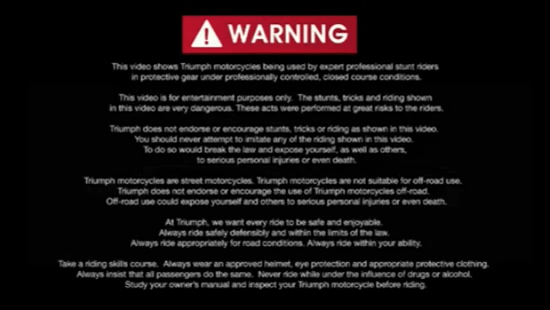 WARNING
This video shows Triumph motorcycles being used by expert professional stunt riders
in protective gear under professionally controlled, closed course conditions.
This video is for entertainment purposes only. The stunts, tricks and riding shown
in this video are very dangerous. These acts were performed at great risks to the riders.
Triumph does not endorse or encourage stunts, tricks or riding as shown in this video.
You should never attempt to imitate any of the riding shown in this video.
To do so would break the law and expose yourself, as well as others,
to serious personal injuries or even death.
Triumph motorcycles are street motorcycles. Triumph motorcycles are not suitable for off-road use.
Triumph does not endorse or encourage the use of Triumph motorcycles off-road.
Off-road use could expose yourself and others to serious personal injuries or even death.
At Triumph, we want every ride to be safe and enjoyable.
Always ride safely defensibly and within the limits of the law.
Always ride appropriately for road conditions. Always ride within your ability.
Take a riding skills course. Always wear an approved helmet, eye protection and appropriate protective clothing.
Always insist that all passengers do the same. Never ride while under the influence of drugs or alcohol.
Study your owner's manual and inspect your Triumph motorcycle before riding.